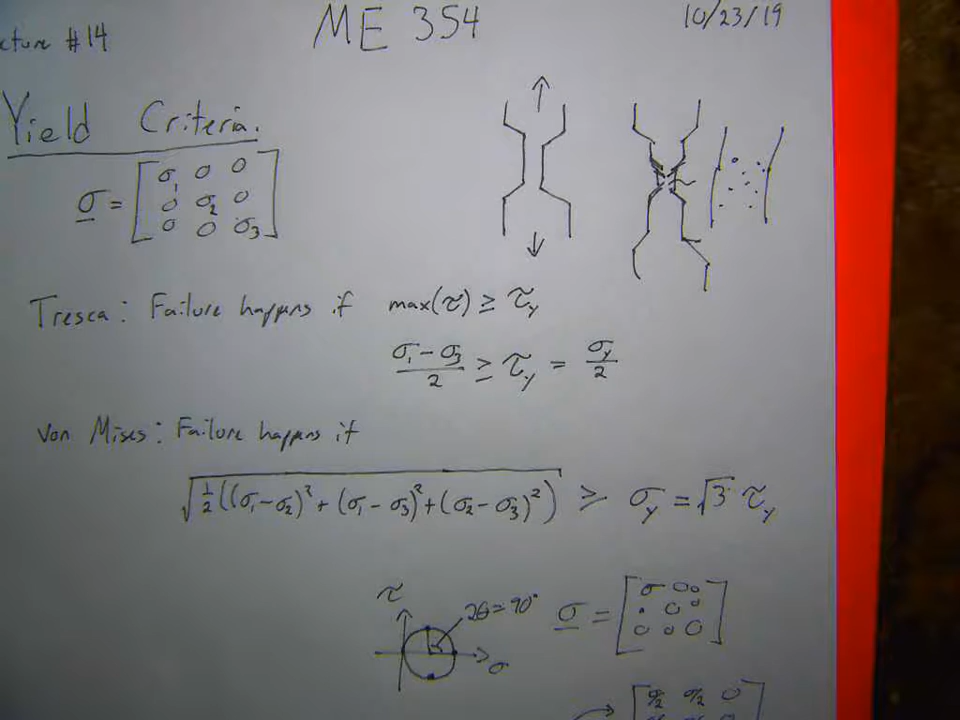 cture #14 ME 354 10/23/19
Yield Criteria.
σ = [σ₁ 0 0
0 σ₂ 0
0 0 σ₃]
Tresca: Failure happens if max(τ) ≥ τy
(σ₁ - σ₃)/2 ≥ τy = σy/2
Von Mises: Failure happens if
√(½((σ₁-σ₂)² + (σ₁-σ₃)² + (σ₂-σ₃)²)) ≥ σy = √3 τy
τ
2θ = 90°
σ
σ = [σ 0 0
0 0 0
0 0 0]
[σ/2 σ/2 0